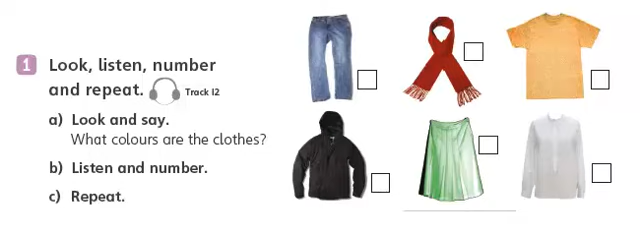 1 Look, listen, number
and repeat. Track 12
a) Look and say.
What colours are the clothes?
b) Listen and number.
c) Repeat.